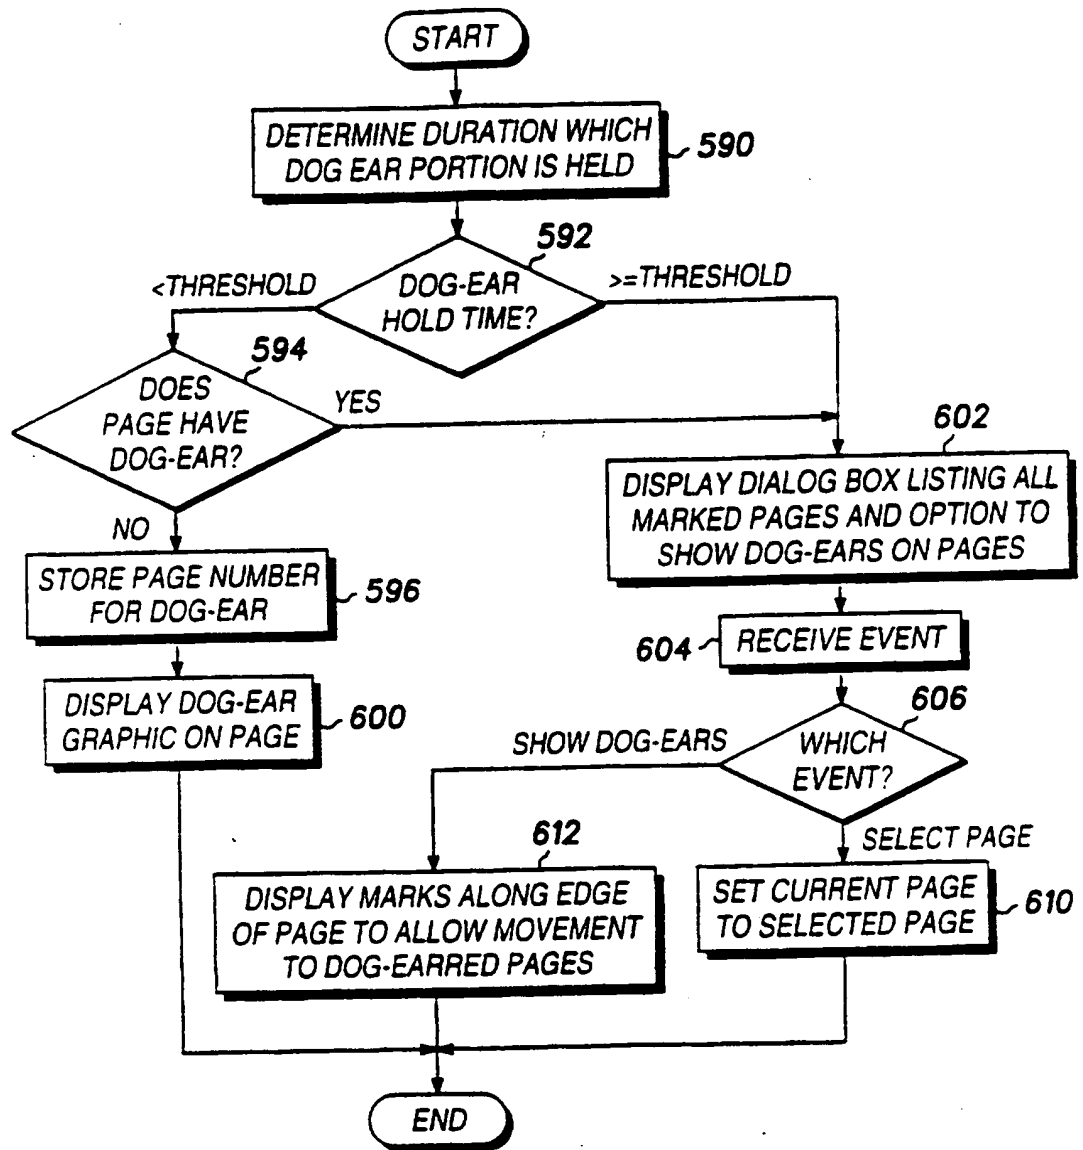 START
DETERMINE DURATION WHICH
DOG EAR PORTION IS HELD
590
592
<THRESHOLD
DOG-EAR
HOLD TIME?
>=THRESHOLD
594
DOES
PAGE HAVE
DOG-EAR?
YES
NO
602
DISPLAY DIALOG BOX LISTING ALL
MARKED PAGES AND OPTION TO
SHOW DOG-EARS ON PAGES
STORE PAGE NUMBER
FOR DOG-EAR
596
604
RECEIVE EVENT
DISPLAY DOG-EAR
GRAPHIC ON PAGE
600
606
SHOW DOG-EARS
WHICH
EVENT?
SELECT PAGE
612
DISPLAY MARKS ALONG EDGE
OF PAGE TO ALLOW MOVEMENT
TO DOG-EARRED PAGES
SET CURRENT PAGE
TO SELECTED PAGE
610
END